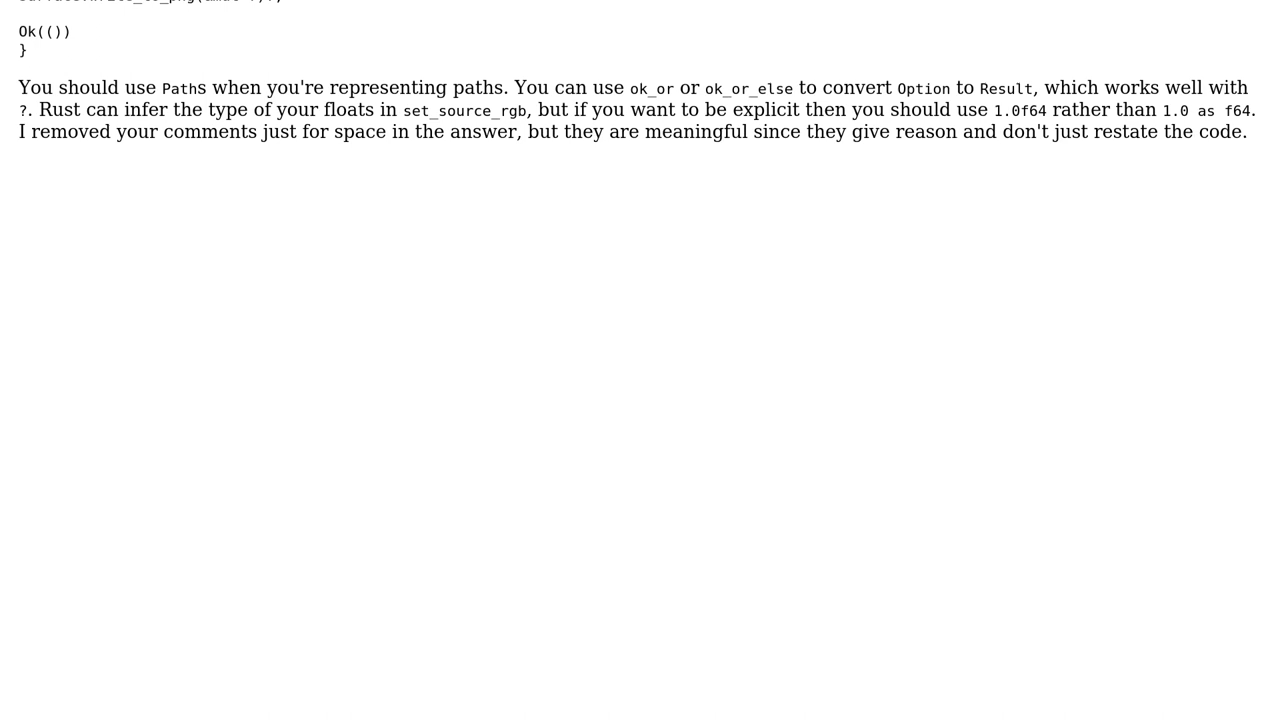 Ok(())
}
You should use Paths when you're representing paths. You can use ok_or or ok_or_else to convert Option to Result, which works well with
?. Rust can infer the type of your floats in set_source_rgb, but if you want to be explicit then you should use 1.0f64 rather than 1.0 as f64.
I removed your comments just for space in the answer, but they are meaningful since they give reason and don't just restate the code.